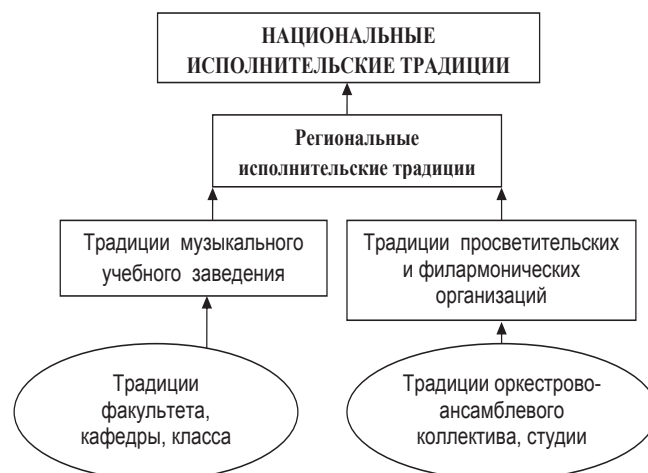 НАЦИОНАЛЬНЫЕ
ИСПОЛНИТЕЛЬСКИЕ ТРАДИЦИИ
Региональные
исполнительские традиции
Традиции музыкального
учебного заведения
Традиции просветительских
и филармонических
организаций
Традиции
факультета,
кафедры, класса
Традиции оркестрово-
ансамблевого
коллектива, студии